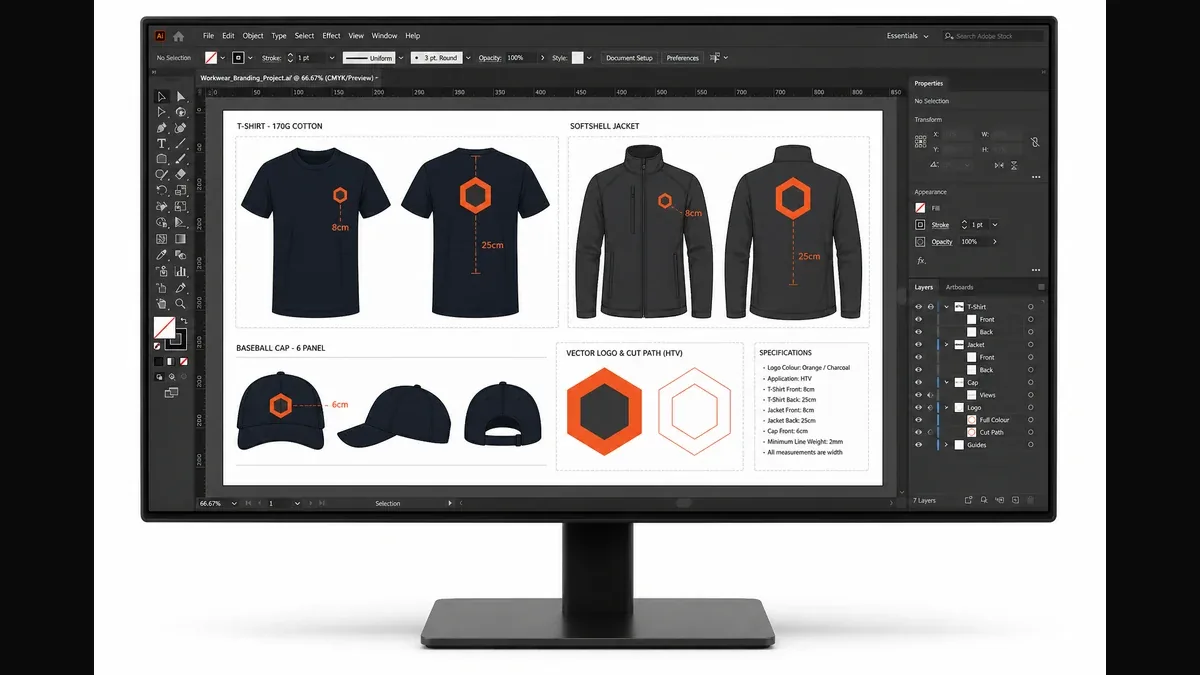 Ai
File Edit Object Type Select Effect View Window Help
Essentials
Search Adobe Stock
No Selection
Stroke: 1 pt
Uniform
3 pt. Round
Opacity: 100%
Style:
Document Setup
Preferences
Workwear_Branding_Project.ai* @ 66.67% (CMYK/Preview)
T-SHIRT - 170G COTTON
8cm
25cm
SOFTSHELL JACKET
8cm
25cm
BASEBALL CAP - 6 PANEL
6cm
VECTOR LOGO & CUT PATH (HTV)
SPECIFICATIONS
• Logo Colour: Orange / Charcoal
• Application: HTV
• T-Shirt Front: 8cm
• T-Shirt Back: 25cm
• Jacket Front: 8cm
• Jacket Back: 25cm
• Cap Front: 6cm
• Minimum Line Weight: 2mm
• All measurements are width
Properties
No Selection
Transform
X: W:
Y: H:
Appearance
Fill
Stroke 1 pt
Opacity 100%
fx.
Layers Artboards
T-Shirt
Front
Back
Jacket
Front
Back
Cap
Views
Logo
Full Colour
Cut Path
Guides
7 Layers
66.67%
1
Selection